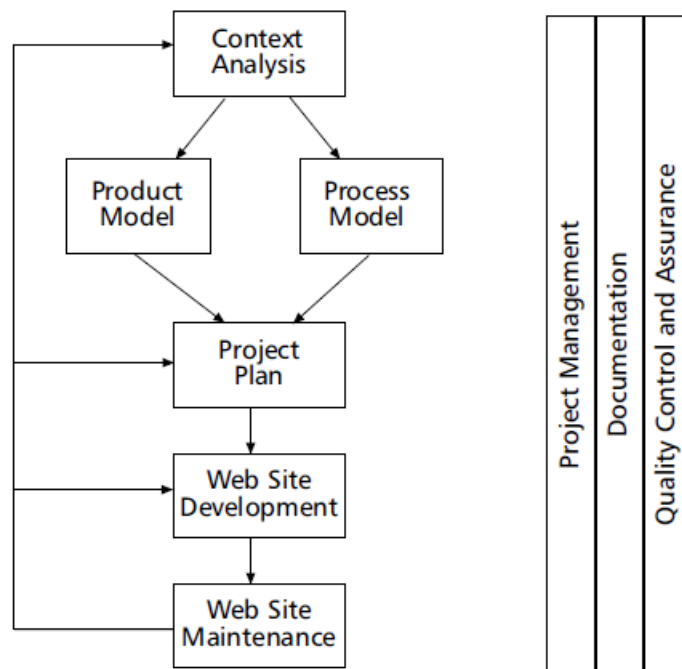 Context
Analysis
Product
Model
Process
Model
Project
Plan
Web Site
Development
Web Site
Maintenance
Project Management
Documentation
Quality Control and Assurance